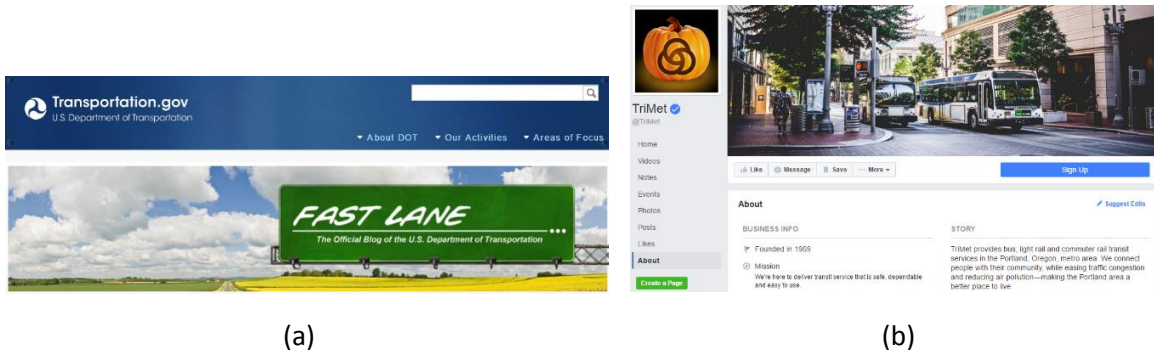 Transportation.gov
U.S. Department of Transportation
About DOT
Our Activities
Areas of Focus
FAST LANE
The Official Blog of the U.S. Department of Transportation
(a)
TriMet
@TriMet
Home
Videos
Notes
Events
Photos
Posts
Likes
About
Create a Page
Like
Message
Save
··· More
Sign Up
About
Suggest Edits
BUSINESS INFO
Founded in 1969
Mission
We're here to deliver transit service that is safe, dependable
and easy to use.
STORY
TriMet provides bus, light rail and commuter rail transit
services in the Portland, Oregon, metro area. We connect
people with their community, while easing traffic congestion
and reducing air pollution—making the Portland area a
better place to live
(b)